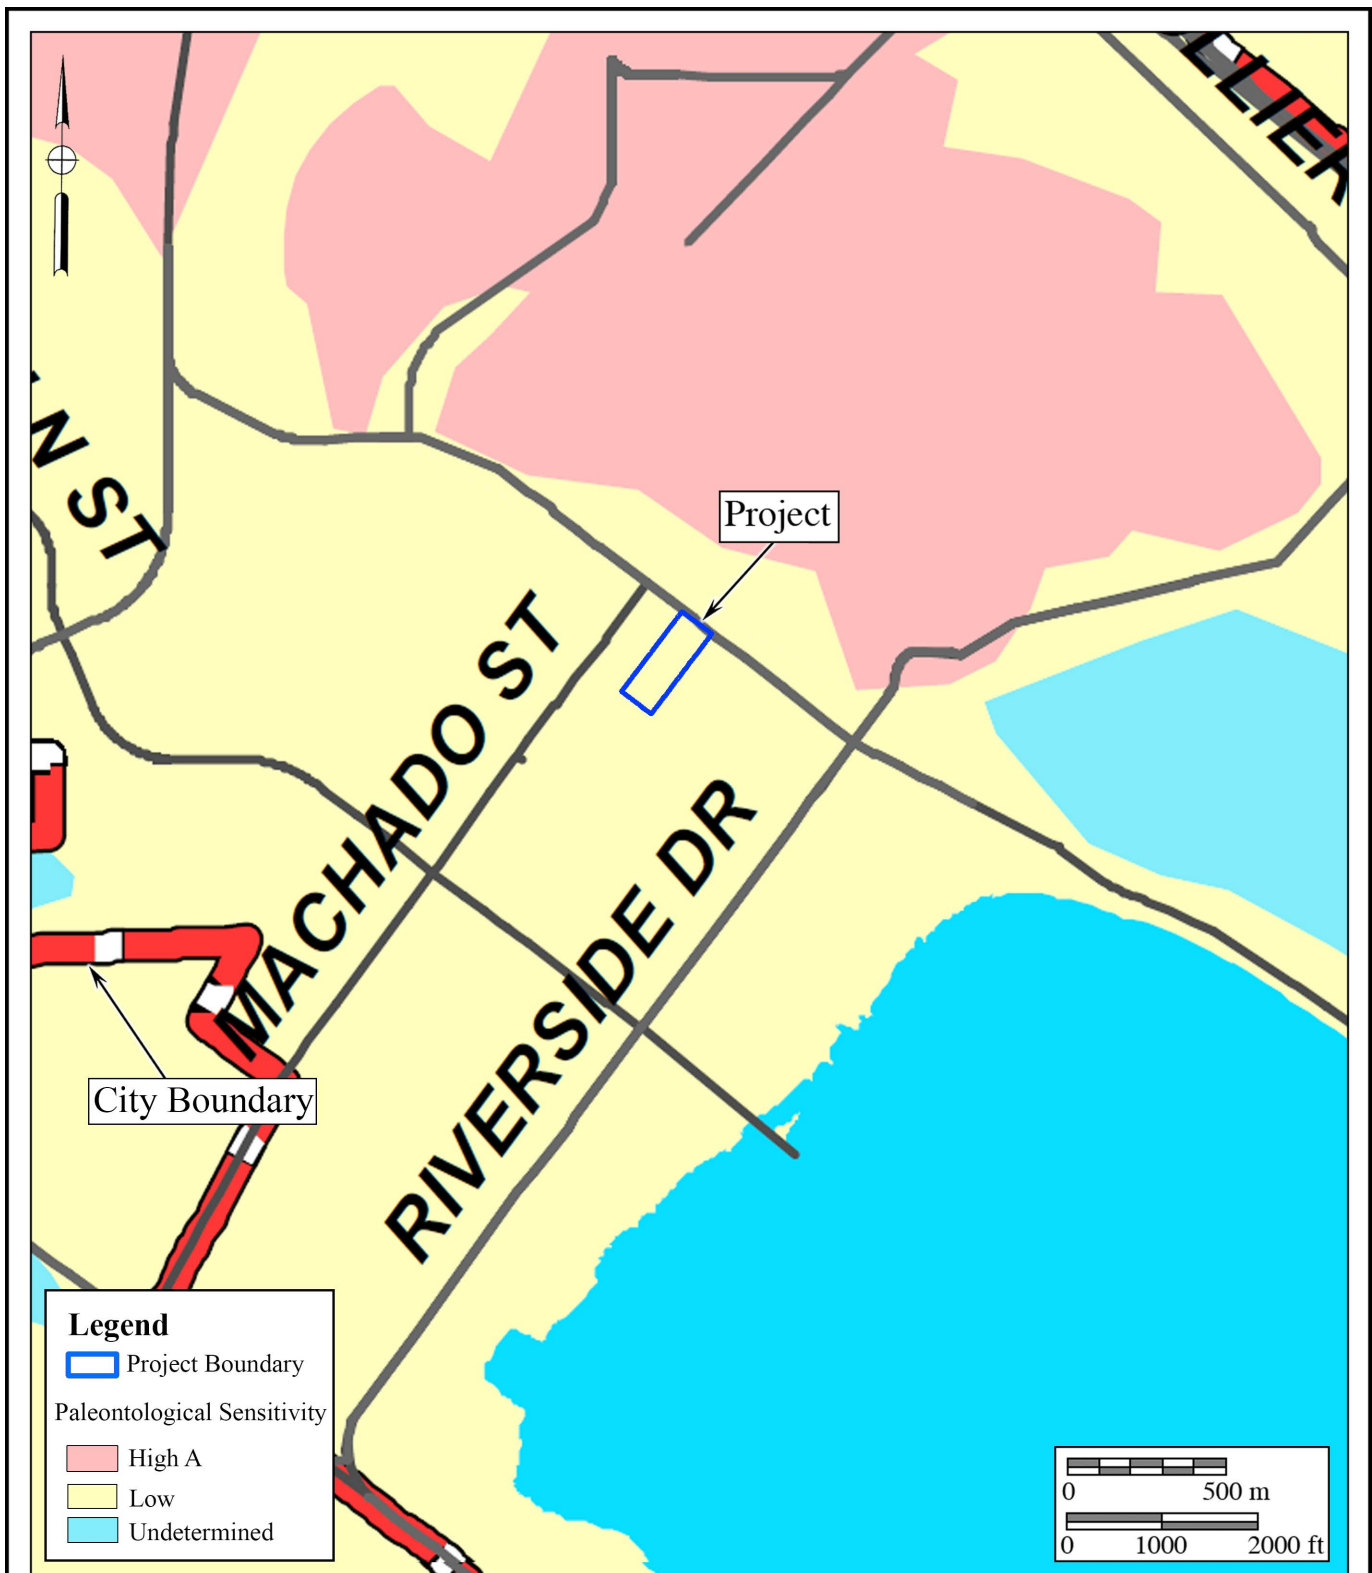 N ST
Project
MACHADO ST
RIVERSIDE DR
City Boundary
Legend
Project Boundary
Paleontological Sensitivity
High A
Low
Undetermined
0 500 m
0 1000 2000 ft